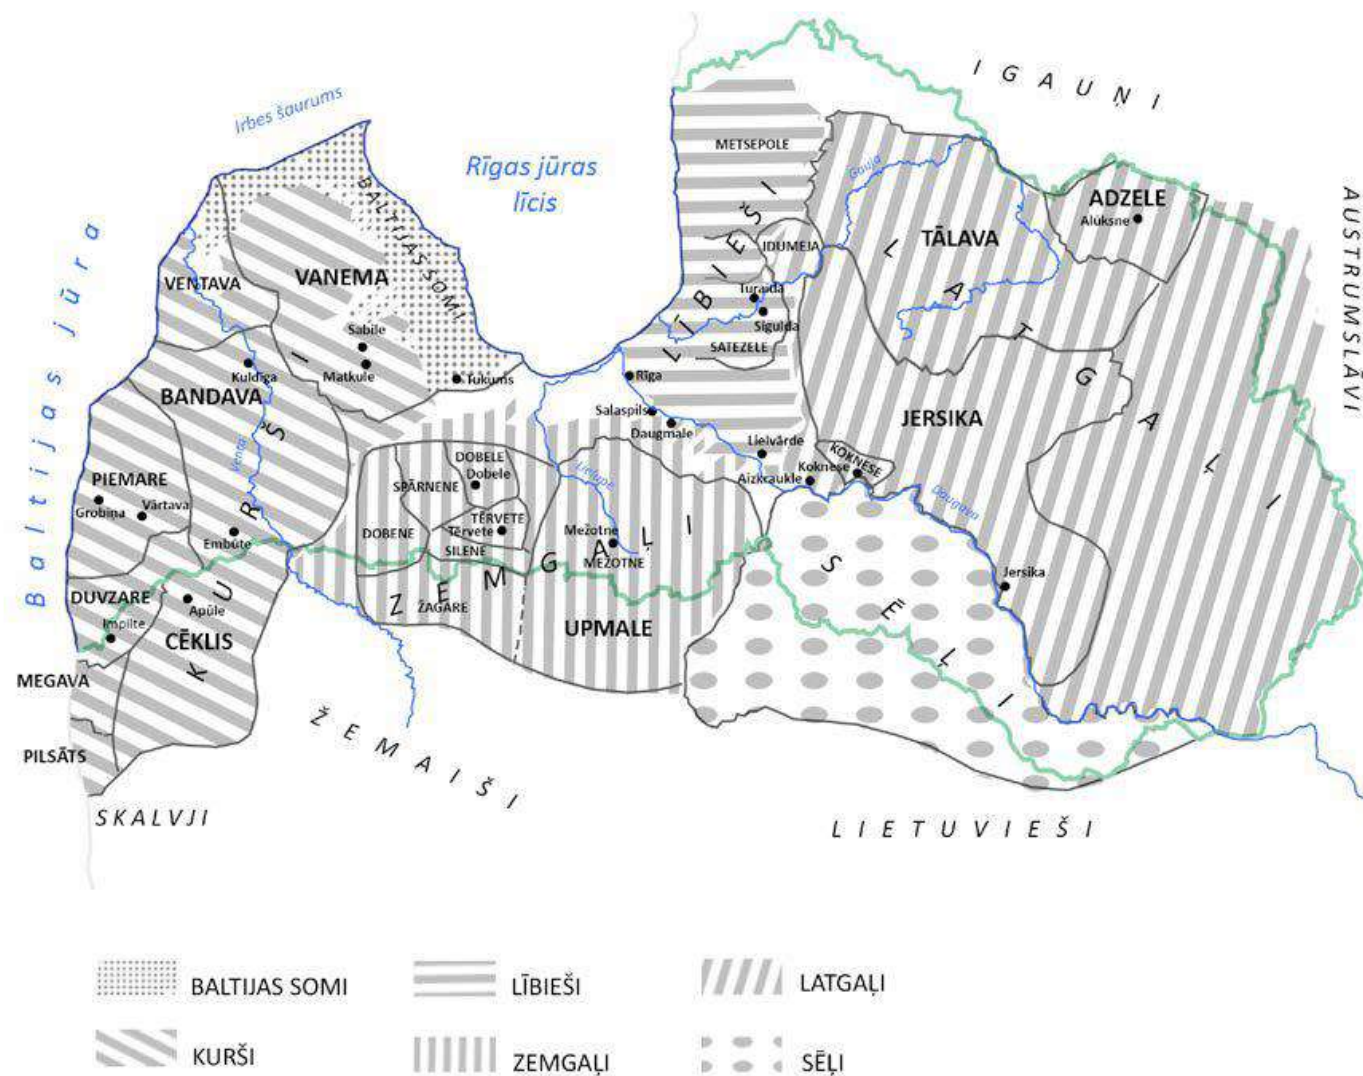 IGAUŅI
Irbes šaurums
Rīgas jūras
līcis
METSEPOLE
Gauja
ADZELE
Alūksne
AUSTRUMSLĀVI
BALTIJAS SOMI
LĪBIEŠI
IDUMEJA
TĀLAVA
LATGAĻI
Baltijas jūra
VENTAVA
VANEMA
Turaida
Sigulda
SATEZELE
Sabile
Matkule
Kuldīga
BANDAVA
Tukums
Rīga
Salaspils
Daugmale
JERSIKA
KURŠI
Venta
Lielvārde
KOKNESE
Koknese
Aizkraukle
DOBELE
Dobele
SPĀRNENE
Lielupe
PIEMARE
Grobiņa
Vārtava
Embūte
TĒRVETE
Tērvete
DOBENE
SILENE
Mežotne
MEŽOTNE
ZEMGAĻI
Daugava
Jersika
SĒĻI
DUVZARE
Impilte
Apūle
CĒKLIS
ŽAGARE
UPMALE
MEGAVA
PILSĀTS
ŽEMAIŠI
SKALVJI
LIETUVIEŠI
BALTIJAS SOMI
LĪBIEŠI
LATGAĻI
KURŠI
ZEMGAĻI
SĒĻI